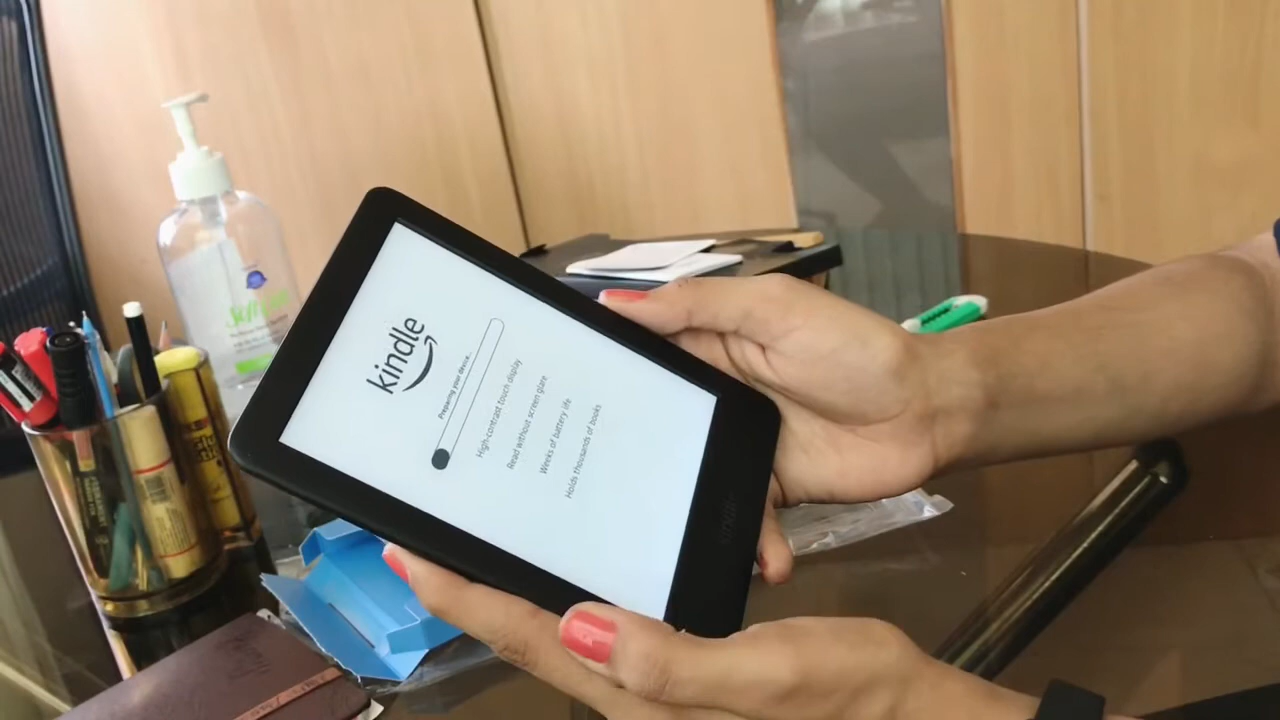 kindle
Preparing your device...
High-contrast touch display
Read without screen glare
Weeks of battery life
Holds thousands of books
kindle